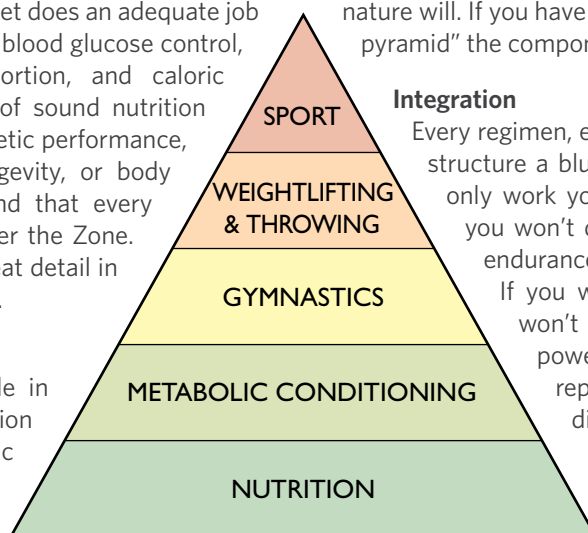 et does an adequate job
blood glucose control,
ortion, and caloric
of sound nutrition
etic performance,
gevity, or body
nd that every
er the Zone.
eat detail in
.
le in
ion
c
nature will. If you have
pyramid” the compor
Integration
Every regimen, e
structure a blu
only work yo
you won’t c
endurance
If you w
won’t
powe
rep
di
SPORT
WEIGHTLIFTING
& THROWING
GYMNASTICS
METABOLIC CONDITIONING
NUTRITION